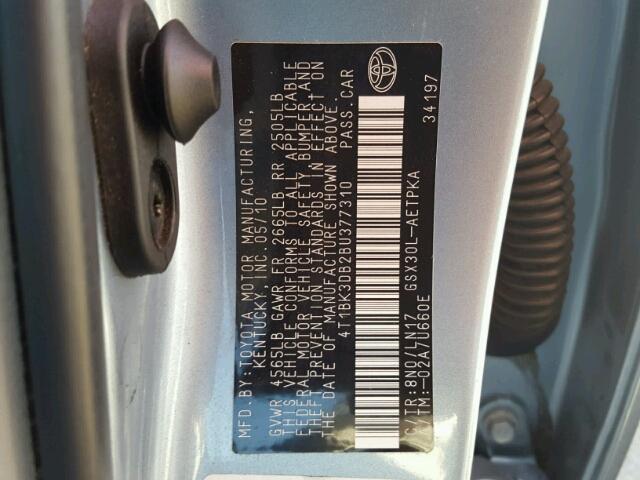 MFD. BY: TOYOTA MOTOR MANUFACTURING,
KENTUCKY, INC. 05/10
GVWR 4565LB GAWR FR 2665LB RR 2505LB
THIS VEHICLE CONFORMS TO ALL APPLICABLE
FEDERAL MOTOR VEHICLE SAFETY, BUMPER AND
THEFT PREVENTION STANDARDS IN EFFECT ON
THE DATE OF MANUFACTURE SHOWN ABOVE.
4T1BK3DB2BU377310 PASS. CAR
C/TR: 8N0/LN17 GSX30L-AETPKA
/TM: -02A/U660E 34197